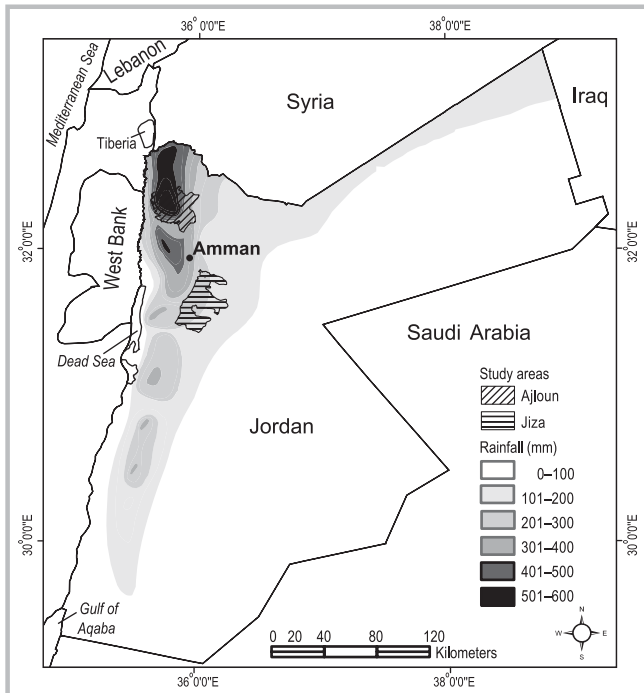 36°0'0"E
38°0'0"E
Mediterranean Sea
Lebanon
Syria
Iraq
Tiberia
32°0'0"E
32°0'0"E
West Bank
Amman
Dead Sea
Saudi Arabia
Jordan
Study areas
Ajloun
Jiza
Rainfall (mm)
0–100
101–200
201–300
301–400
401–500
501–600
30°0'0"E
30°0'0"E
Gulf of
Aqaba
N
W E
S
0 20 40 80 120
Kilometers
36°0'0"E
38°0'0"E